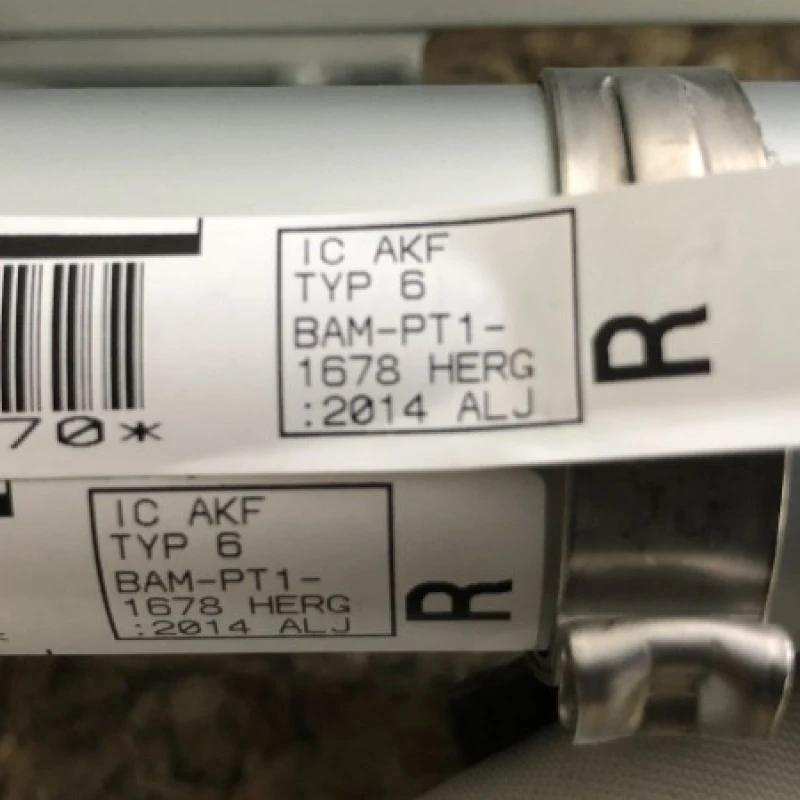 IC AKF
TYP 6
BAM-PT1-
1678 HERG
:2014 ALJ
R
70*
IC AKF
TYP 6
BAM-PT1-
1678 HERG
:2014 ALJ
R